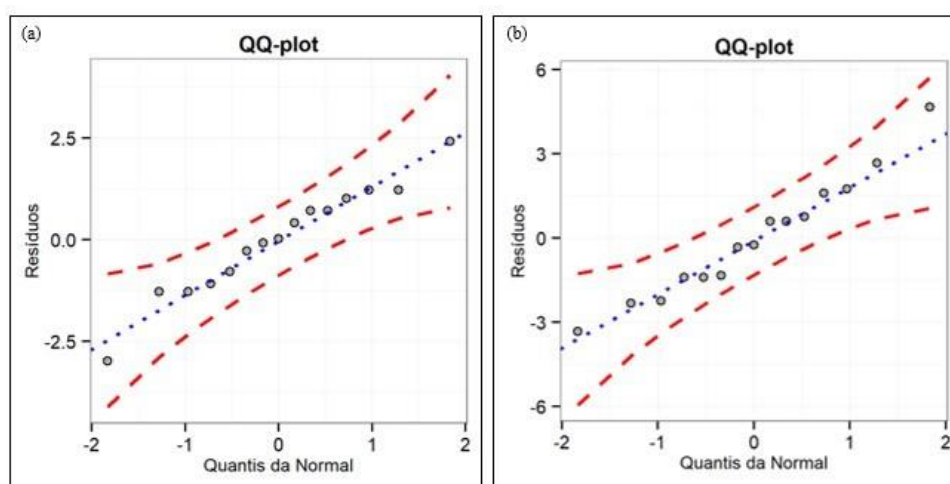 (a)
QQ-plot
2.5
0.0
-2.5
Resíduos
-2 -1 0 1 2
Quantis da Normal
(b)
QQ-plot
6
3
0
-3
-6
Resíduos
-2 -1 0 1 2
Quantis da Normal